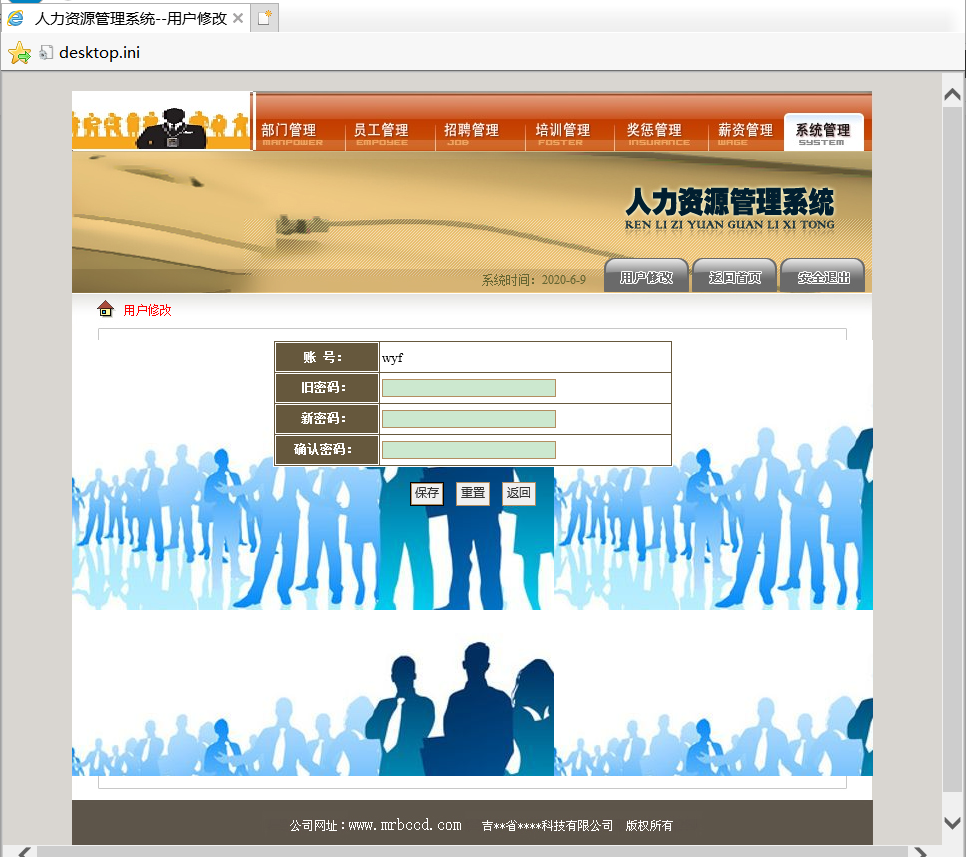 人力资源管理系统--用户修改
desktop.ini
部门管理 员工管理 招聘管理 培训管理 奖惩管理 薪资管理 系统管理
MANPOWER EMPOYEE JOB FOSTER INSURANCE WAGE SYSTEM
人力资源管理系统
REN LI ZI YUAN GUAN LI XI TONG
系统时间：2020-6-9 用户修改 返回首页 安全退出
用户修改
账 号： wyf
旧密码：
新密码：
确认密码：
保存 重置 返回
公司网址：www.mrbccd.com 吉**省****科技有限公司 版权所有